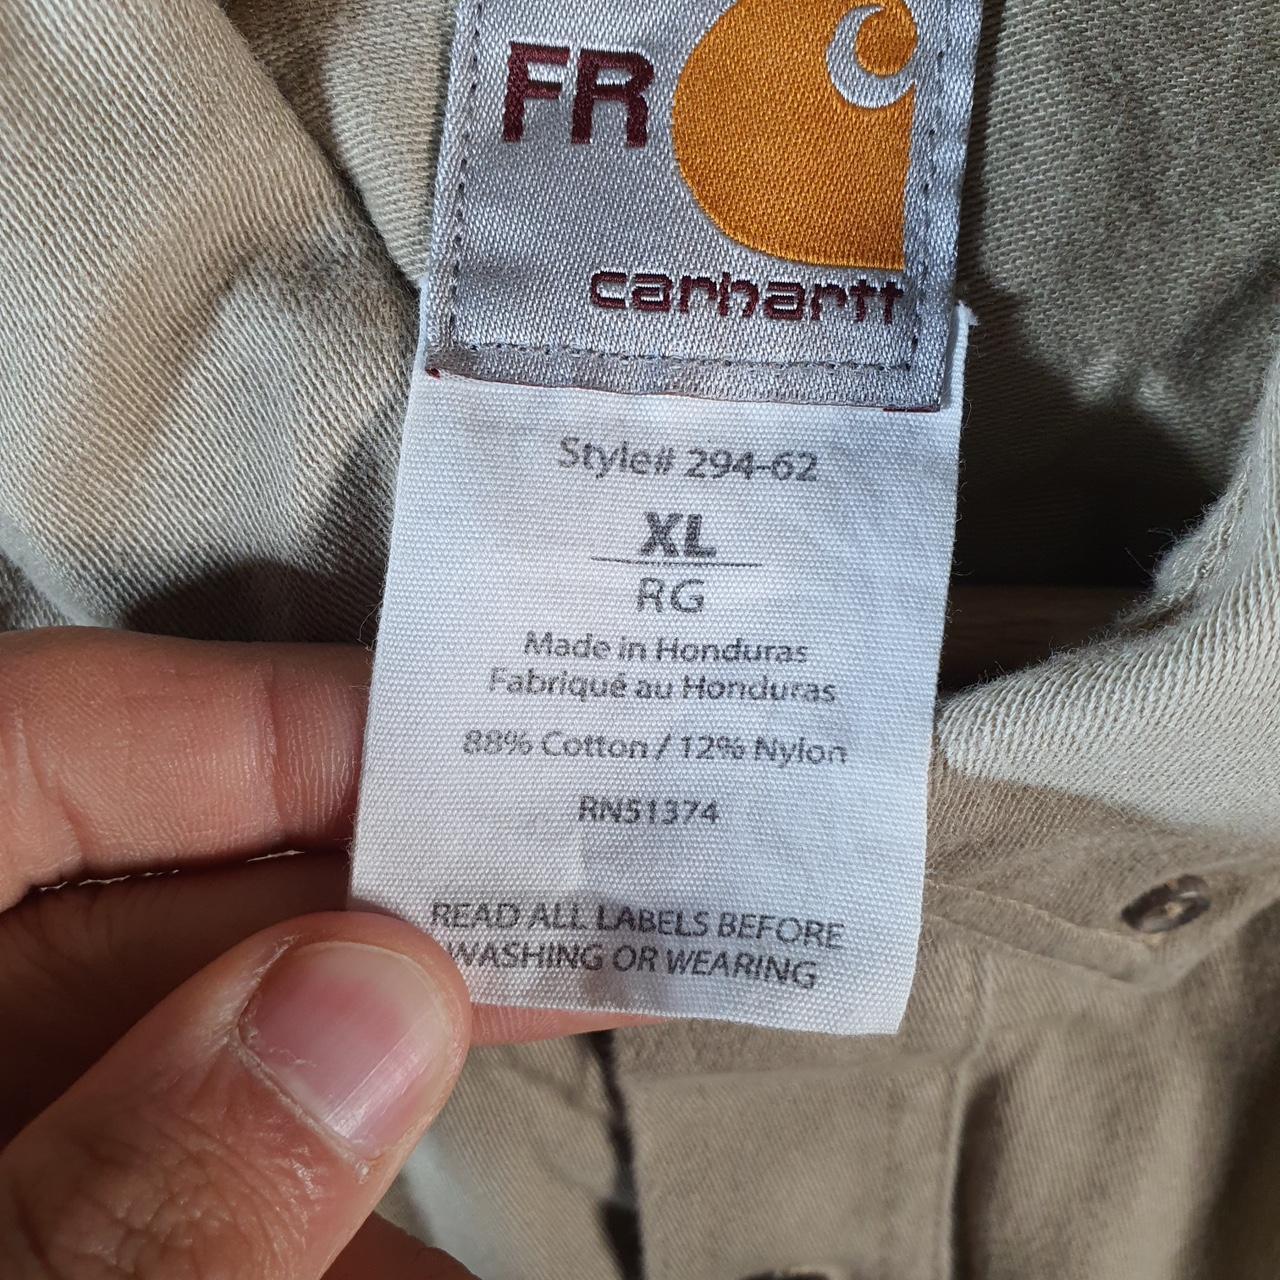 FR
carhartt
Style# 294-62
XL
RG
Made in Honduras
Fabriqué au Honduras
88% Cotton / 12% Nylon
RN51374
READ ALL LABELS BEFORE
WASHING OR WEARING